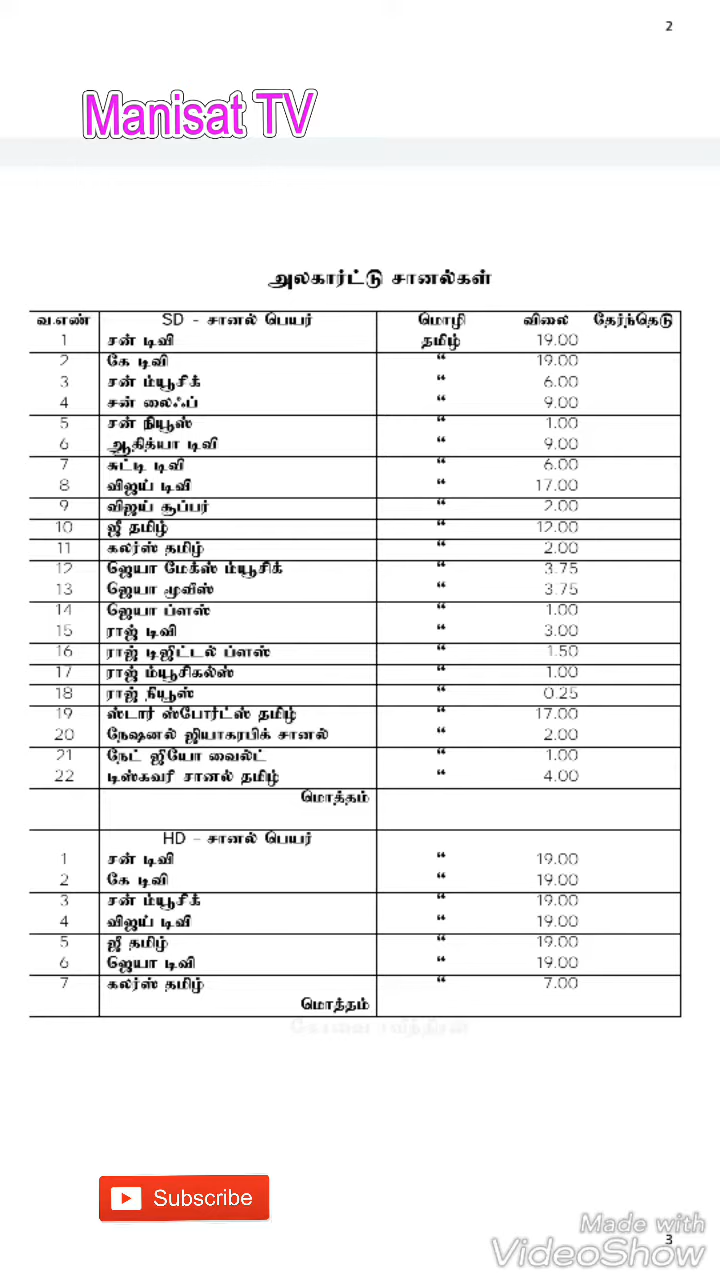 2
Manisat TV
அலகார்ட்டு சானல்கள்
வ.எண் SD - சானல் பெயர் மொழி விலை தேர்ந்தெடு
1 சன் டிவி தமிழ் 19.00
2 கே டிவி “ 19.00
3 சன் ம்யூசிக் “ 6.00
4 சன் லைஃப் “ 9.00
5 சன் நியூஸ் “ 1.00
6 ஆதித்யா டிவி “ 9.00
7 சுட்டி டிவி “ 6.00
8 விஜய் டிவி “ 17.00
9 விஜய் சூப்பர் “ 2.00
10 ஜீ தமிழ் “ 12.00
11 கலர்ஸ் தமிழ் “ 2.00
12 ஜெயா மேக்ஸ் ம்யூசிக் “ 3.75
13 ஜெயா மூவிஸ் “ 3.75
14 ஜெயா ப்ளஸ் “ 1.00
15 ராஜ் டிவி “ 3.00
16 ராஜ் டிஜிட்டல் ப்ளஸ் “ 1.50
17 ராஜ் ம்யூசிகல்ஸ் “ 1.00
18 ராஜ் நியூஸ் “ 0.25
19 ஸ்டார் ஸ்போர்ட்ஸ் தமிழ் “ 17.00
20 நேஷனல் ஜியாகரபிக் சானல் “ 2.00
21 நேட் ஜியோ வைல்ட் “ 1.00
22 டிஸ்கவரி சானல் தமிழ் “ 4.00
மொத்தம்
HD - சானல் பெயர்
1 சன் டிவி “ 19.00
2 கே டிவி “ 19.00
3 சன் ம்யூசிக் “ 19.00
4 விஜய் டிவி “ 19.00
5 ஜீ தமிழ் “ 19.00
6 ஜெயா டிவி “ 19.00
7 கலர்ஸ் தமிழ் “ 7.00
மொத்தம்
Subscribe
Made with
VideoShow
3